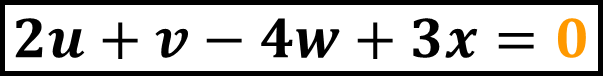 2u + v − 4w + 3x = 0